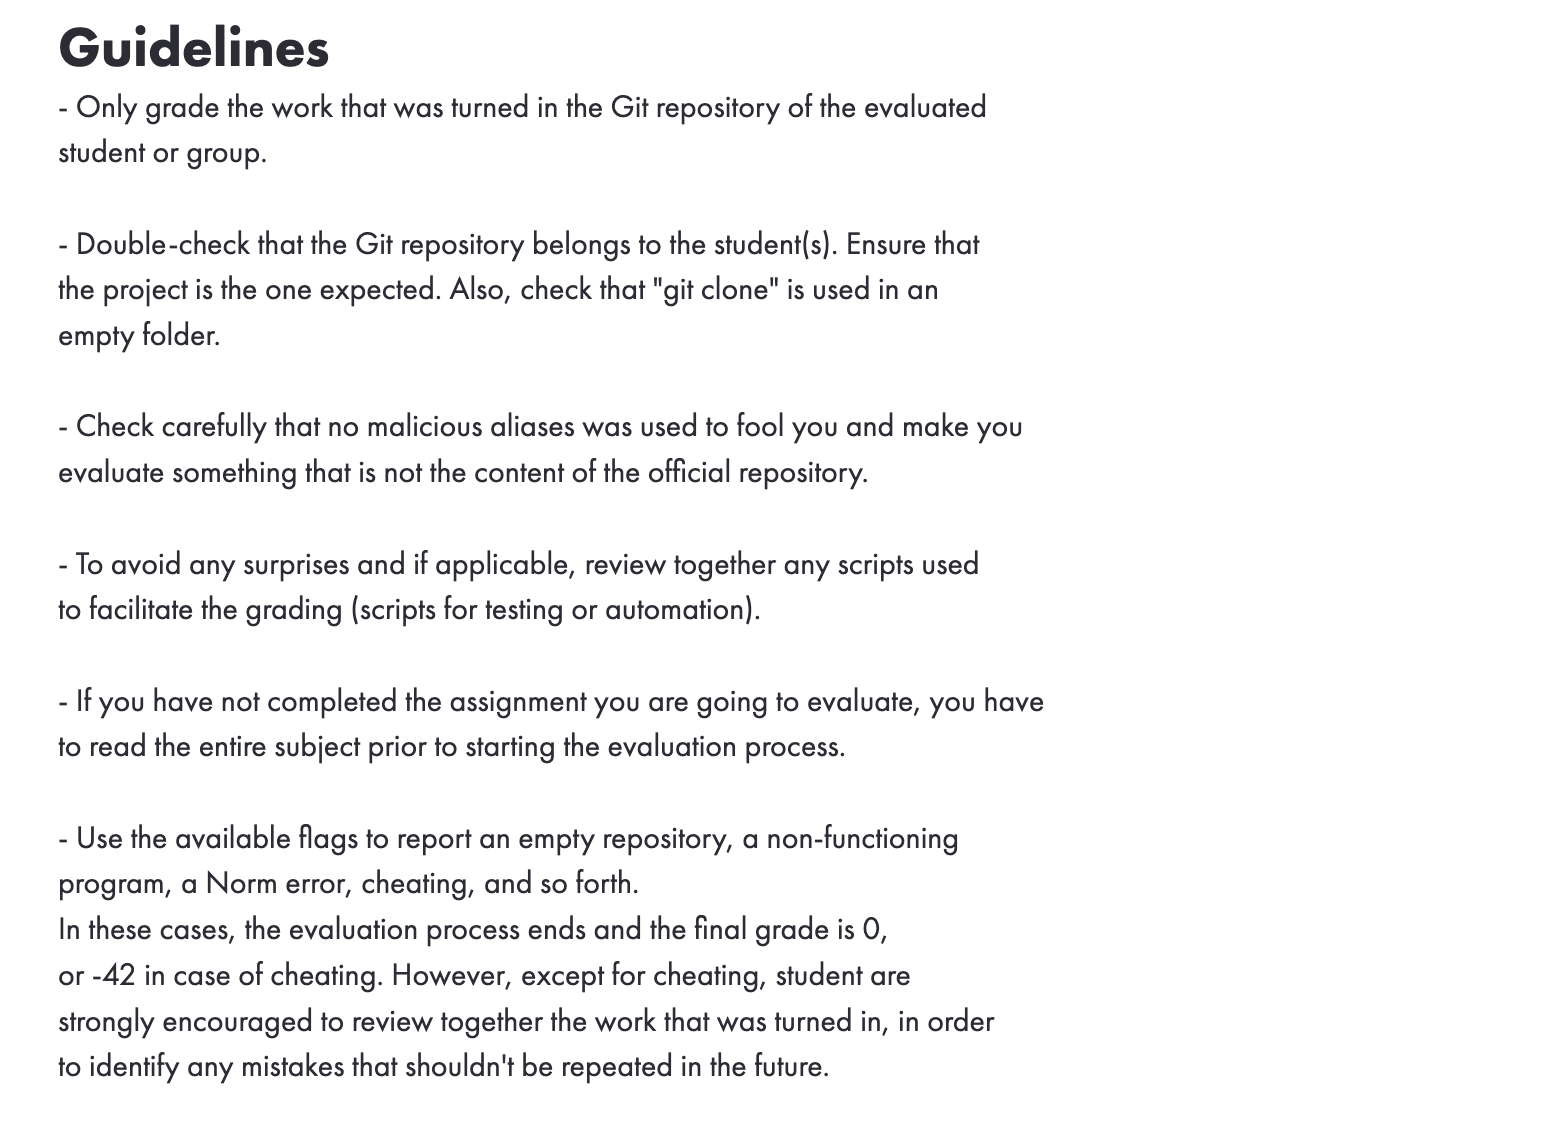 Guidelines
- Only grade the work that was turned in the Git repository of the evaluated
student or group.
- Double-check that the Git repository belongs to the student(s). Ensure that
the project is the one expected. Also, check that "git clone" is used in an
empty folder.
- Check carefully that no malicious aliases was used to fool you and make you
evaluate something that is not the content of the official repository.
- To avoid any surprises and if applicable, review together any scripts used
to facilitate the grading (scripts for testing or automation).
- If you have not completed the assignment you are going to evaluate, you have
to read the entire subject prior to starting the evaluation process.
- Use the available flags to report an empty repository, a non-functioning
program, a Norm error, cheating, and so forth.
In these cases, the evaluation process ends and the final grade is 0,
or -42 in case of cheating. However, except for cheating, student are
strongly encouraged to review together the work that was turned in, in order
to identify any mistakes that shouldn't be repeated in the future.